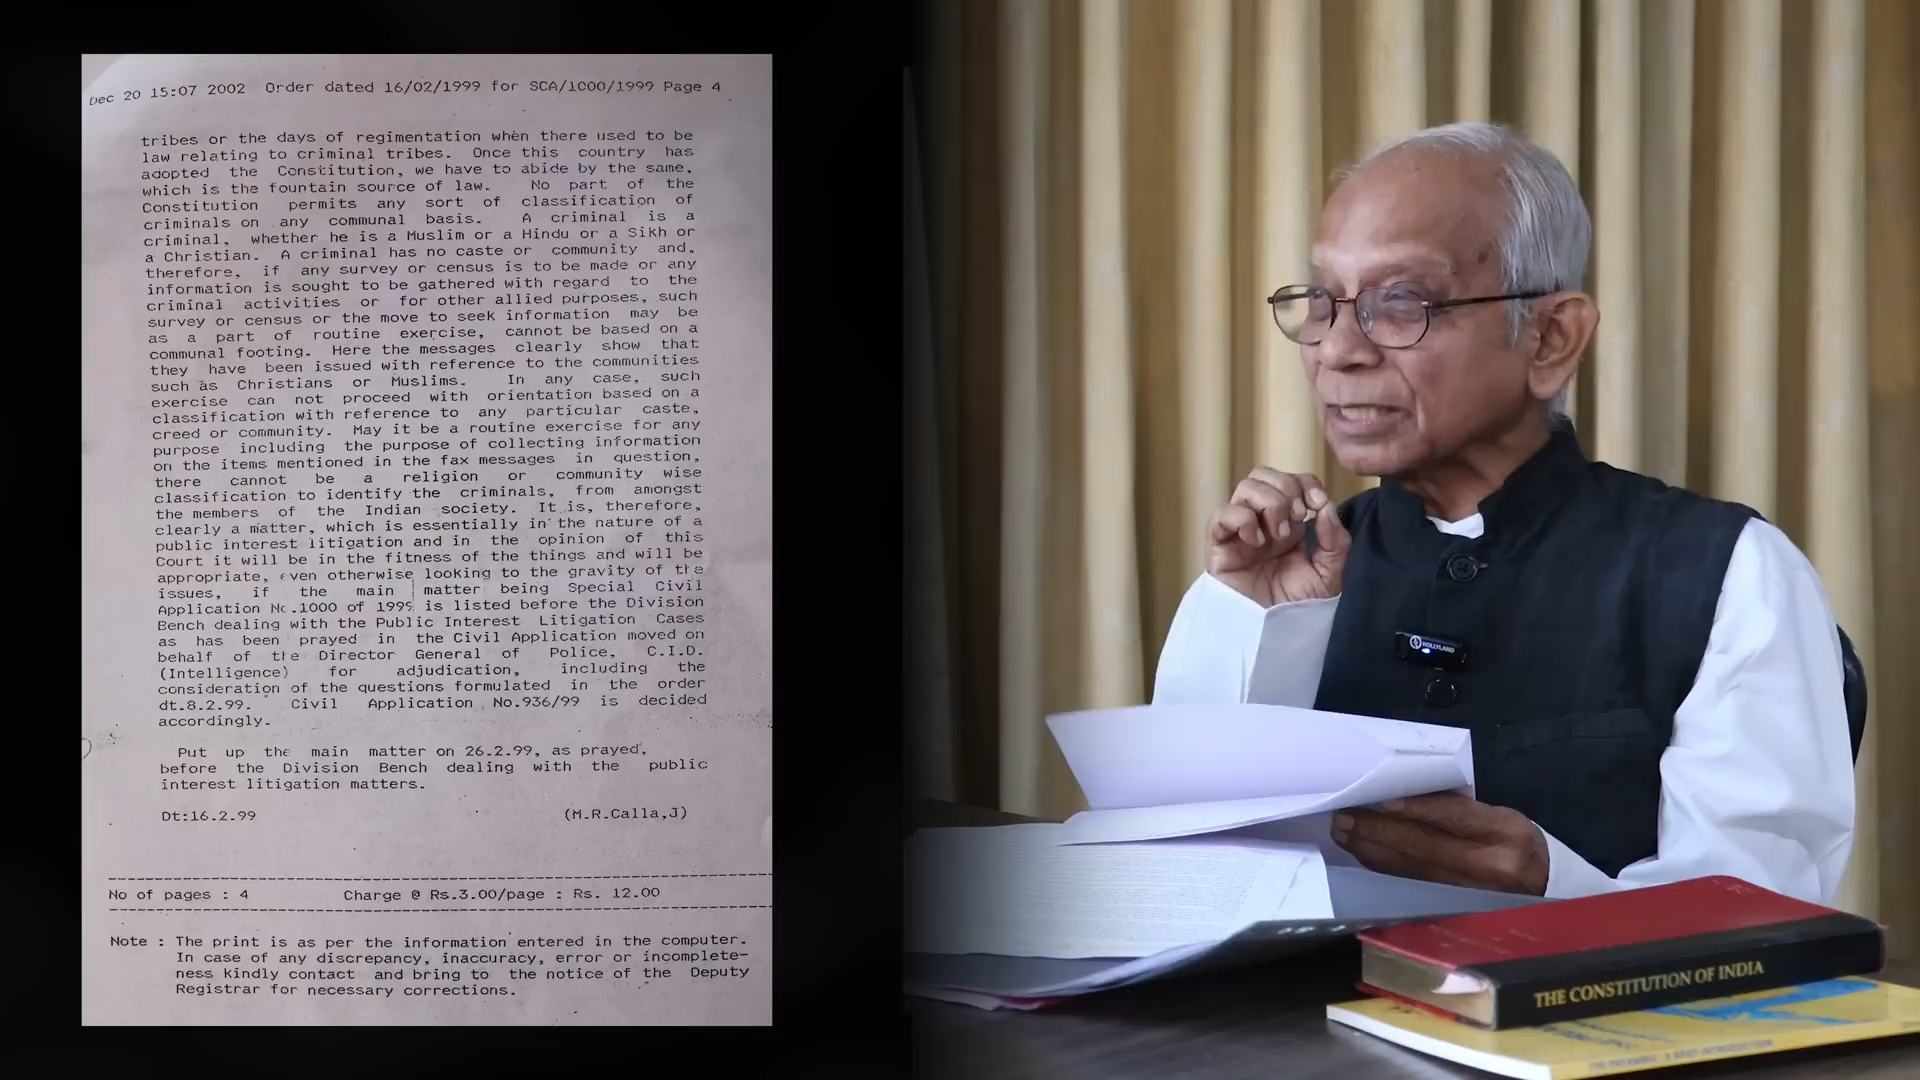 Dec 20 15:07 2002 Order dated 16/02/1999 for SCA/1000/1999 Page 4
tribes or the days of regimentation when there used to be
law relating to criminal tribes. Once this country has
adopted the Constitution, we have to abide by the same,
which is the fountain source of law. No part of the
Constitution permits any sort of classification of
criminals on any communal basis. A criminal is a
criminal, whether he is a Muslim or a Hindu or a Sikh or
a Christian. A criminal has no caste or community and,
therefore, if any survey or census is to be made or any
information is sought to be gathered with regard to the
criminal activities or for other allied purposes, such
survey or census or the move to seek information may be
as a part of routine exercise, cannot be based on a
communal footing. Here the messages clearly show that
they have been issued with reference to the communities
such as Christians or Muslims. In any case, such
exercise can not proceed with orientation based on a
classification with reference to any particular caste,
creed or community. May it be a routine exercise for any
purpose including the purpose of collecting information
on the items mentioned in the fax messages in question,
there cannot be a religion or community wise
classification to identify the criminals, from amongst
the members of the Indian society. It is, therefore,
clearly a matter, which is essentially in the nature of a
public interest litigation and in the opinion of this
Court it will be in the fitness of the things and will be
appropriate, even otherwise looking to the gravity of the
issues, if the main matter being Special Civil
Application No.1000 of 1999 is listed before the Division
Bench dealing with the Public Interest Litigation Cases
as has been prayed in the Civil Application moved on
behalf of the Director General of Police, C.I.D.
(Intelligence) for adjudication, including the
consideration of the questions formulated in the order
dt.8.2.99. Civil Application No.936/99 is decided
accordingly.
Put up the main matter on 26.2.99, as prayed,
before the Division Bench dealing with the public
interest litigation matters.
Dt:16.2.99 (M.R.Calla,J)
No of pages : 4 Charge @ Rs.3.00/page : Rs. 12.00
Note : The print is as per the information entered in the computer.
In case of any discrepancy, inaccuracy, error or incomplete-
ness kindly contact and bring to the notice of the Deputy
Registrar for necessary corrections.
HOLLYLAND
THE CONSTITUTION OF INDIA